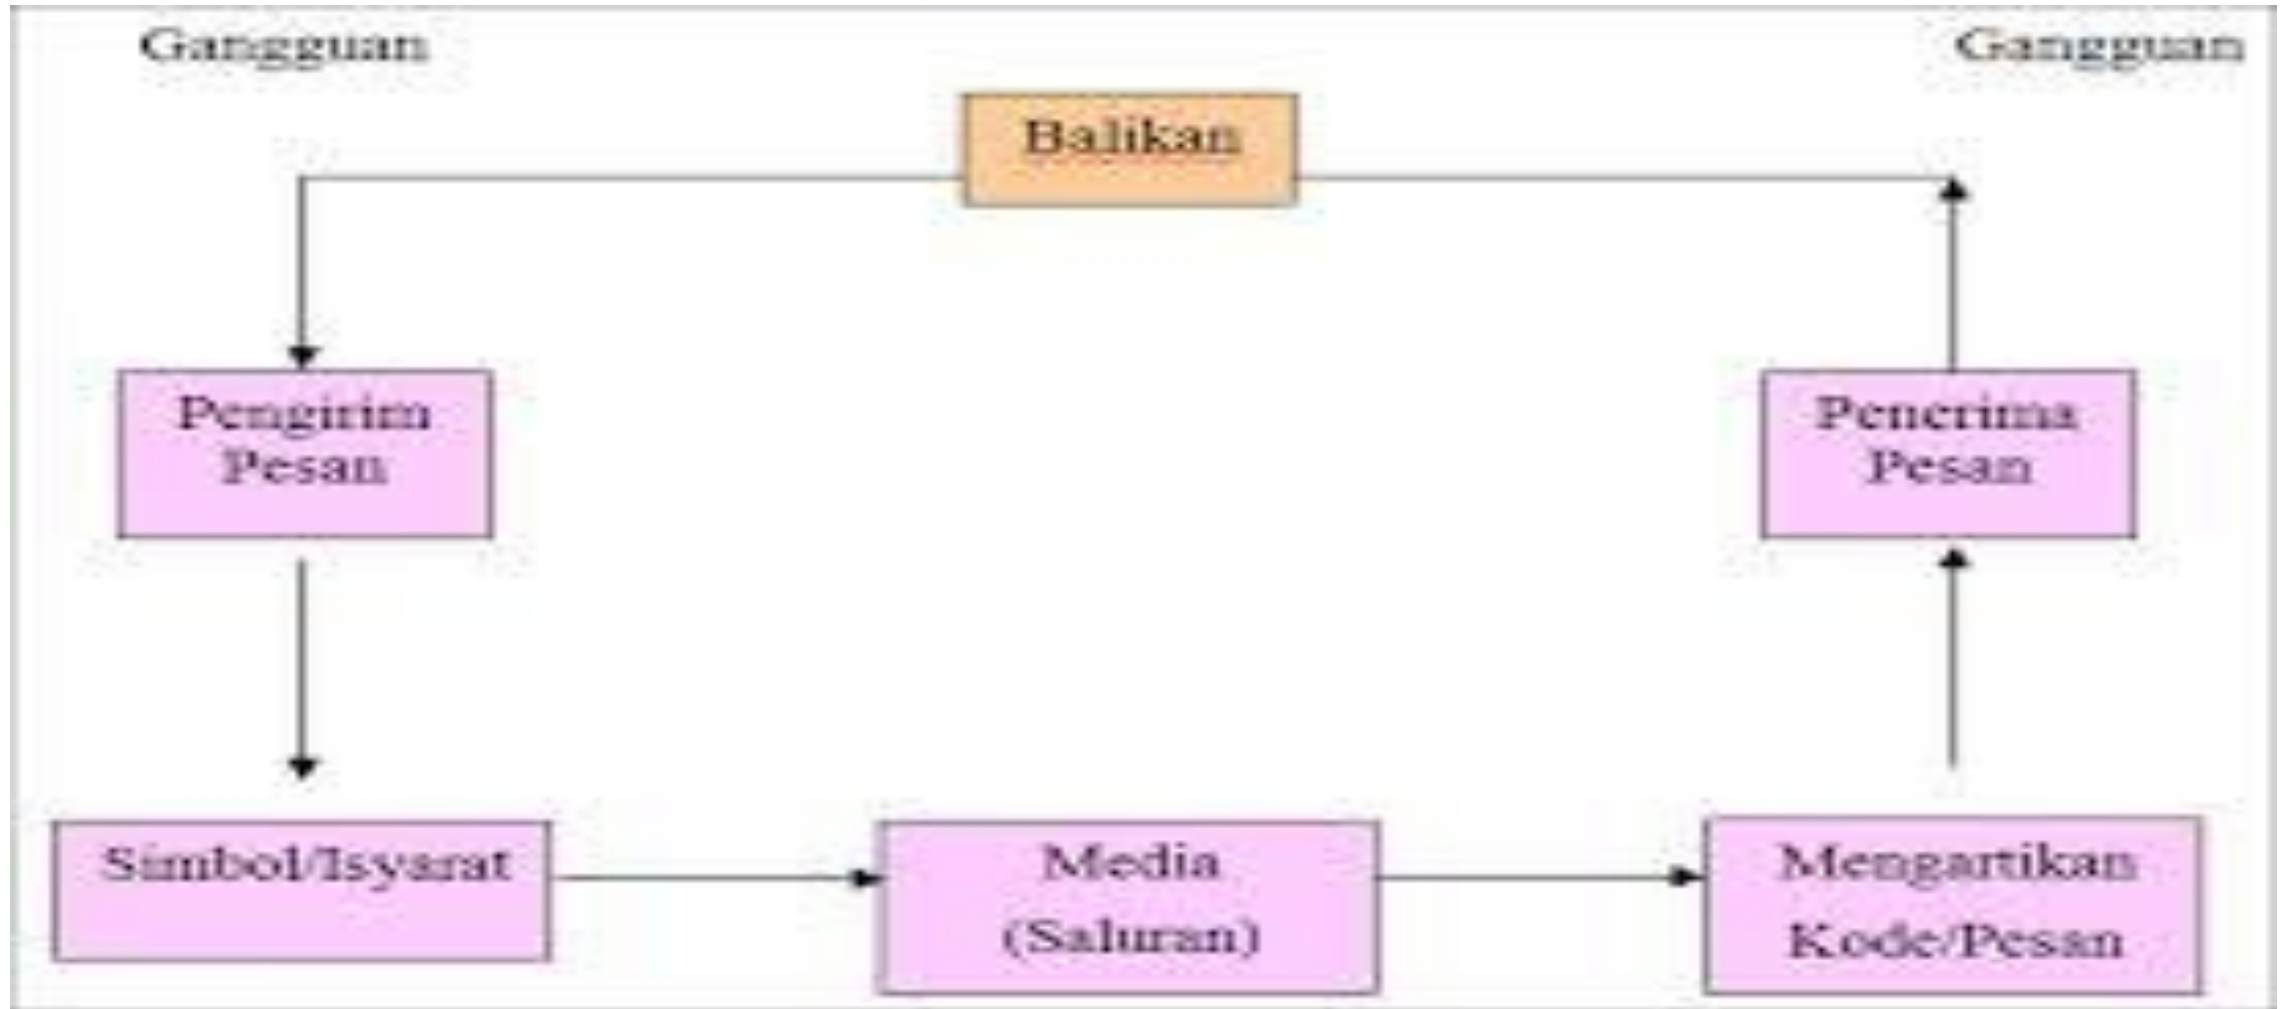 Gangguan
Gangguan
Balikan
Pengirim
Pesan
Penerima
Pesan
Simbol/Isyarat
Media
(Saluran)
Mengartikan
Kode/Pesan